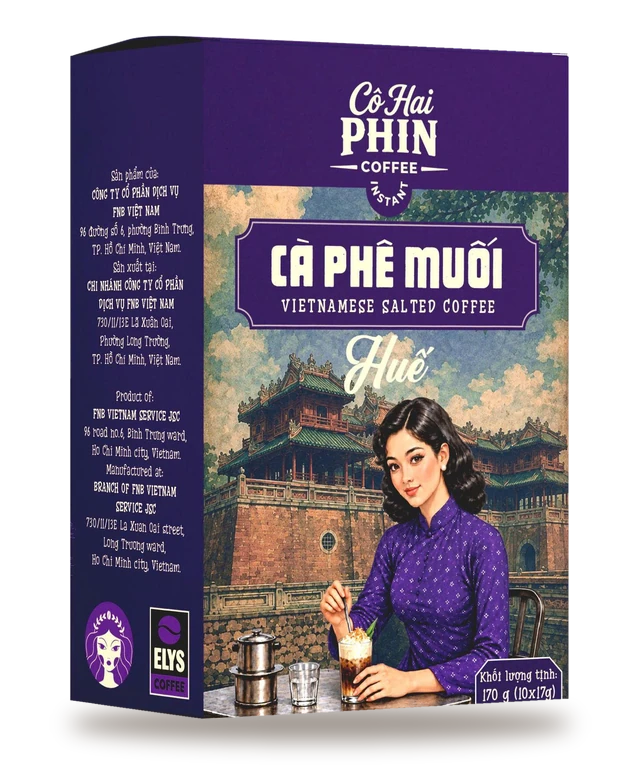 Cô Hai
PHIN
COFFEE
INSTANT
CÀ PHÊ MUỐI
VIETNAMESE SALTED COFFEE
Huế
Khối lượng tịnh:
170 g (10x17g)
Sản phẩm của:
CÔNG TY CỔ PHẦN DỊCH VỤ
FNB VIỆT NAM
96 đường số 6, phường Bình Trưng,
TP. Hồ Chí Minh, Việt Nam.
Sản xuất tại:
CHI NHÁNH CÔNG TY CỔ PHẦN
DỊCH VỤ FNB VIỆT NAM
730/11/13E Lã Xuân Oai,
Phường Long Trường,
TP. Hồ Chí Minh, Việt Nam.
Product of:
FNB VIETNAM SERVICE JSC
96 road no.6, Binh Trung ward,
Ho Chi Minh city, Vietnam.
Manufactured at:
BRANCH OF FNB VIETNAM
SERVICE JSC
730/11/13E La Xuan Oai street,
Long Truong ward,
Ho Chi Minh city, Vietnam.
ELYS
COFFEE